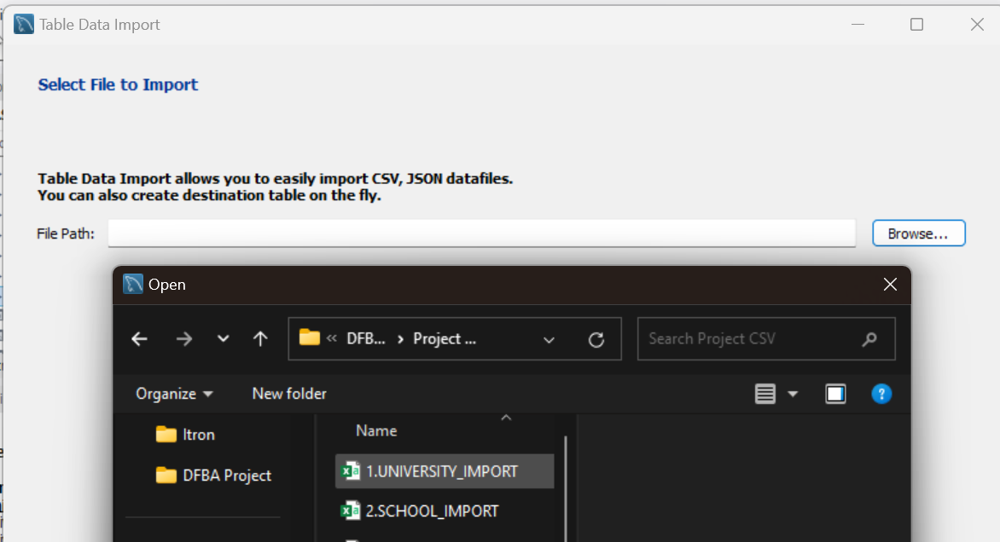 Table Data Import
Select File to Import
Table Data Import allows you to easily import CSV, JSON datafiles.
You can also create destination table on the fly.
File Path:
Browse...
Open
« DFB... › Project ...
Search Project CSV
Organize
New folder
?
Itron
DFBA Project
Name
1.UNIVERSITY_IMPORT
2.SCHOOL_IMPORT